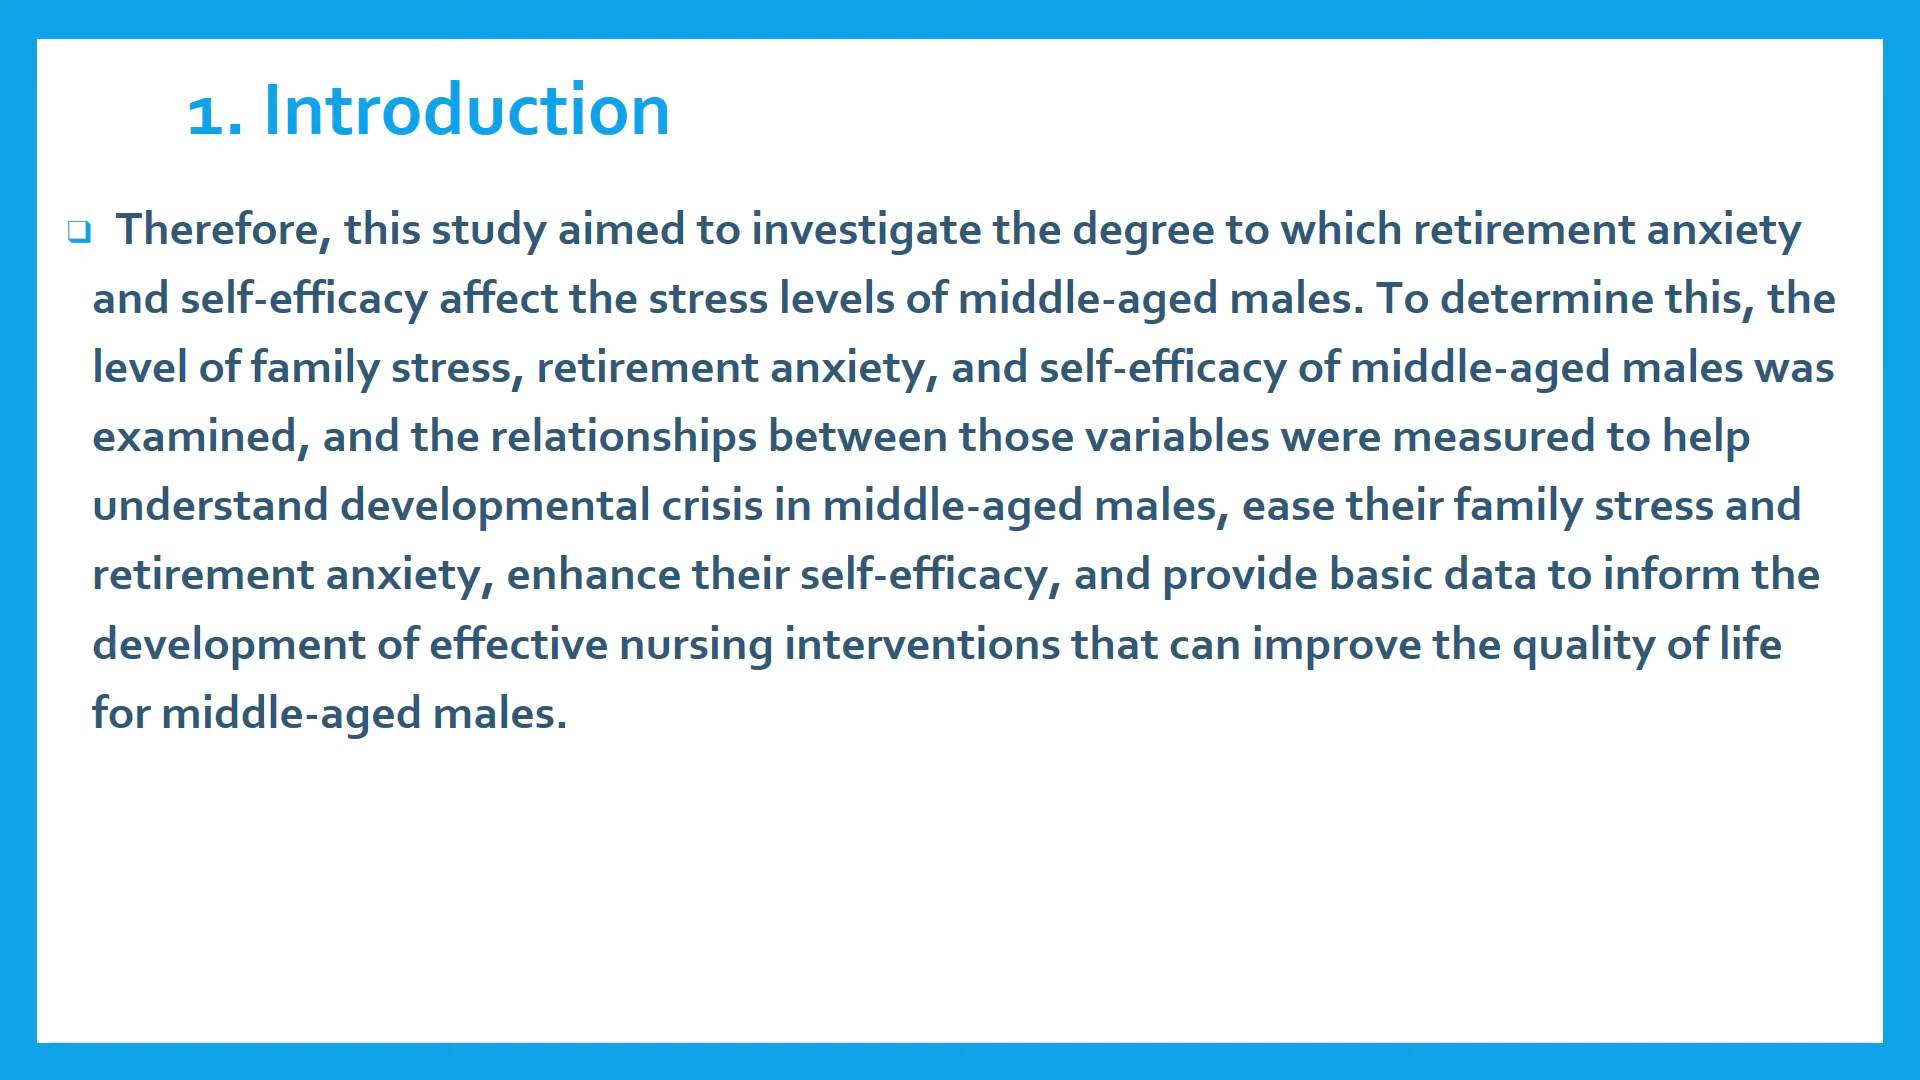 1. Introduction
❑ Therefore, this study aimed to investigate the degree to which retirement anxiety
and self-efficacy affect the stress levels of middle-aged males. To determine this, the
level of family stress, retirement anxiety, and self-efficacy of middle-aged males was
examined, and the relationships between those variables were measured to help
understand developmental crisis in middle-aged males, ease their family stress and
retirement anxiety, enhance their self-efficacy, and provide basic data to inform the
development of effective nursing interventions that can improve the quality of life
for middle-aged males.